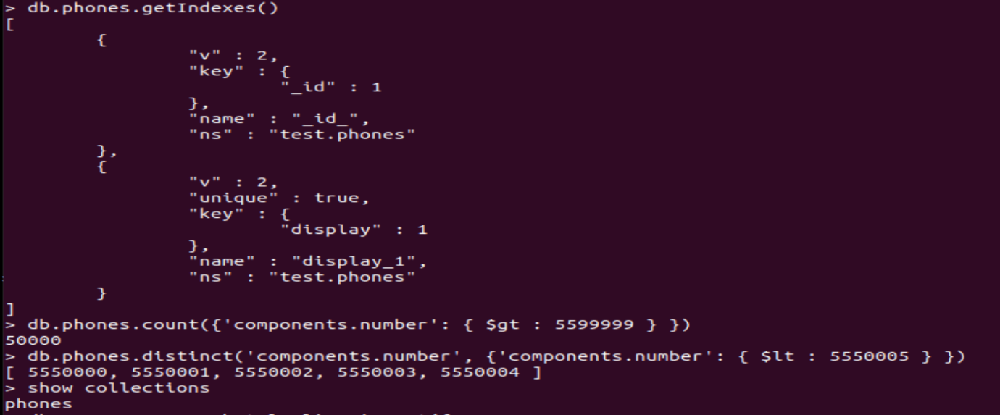 > db.phones.getIndexes()
[
        {
                "v" : 2,
                "key" : {
                        "_id" : 1
                },
                "name" : "_id_",
                "ns" : "test.phones"
        },
        {
                "v" : 2,
                "unique" : true,
                "key" : {
                        "display" : 1
                },
                "name" : "display_1",
                "ns" : "test.phones"
        }
]
> db.phones.count({'components.number': { $gt : 5599999 } })
50000
> db.phones.distinct('components.number', {'components.number': { $lt : 5550005 } })
[ 5550000, 5550001, 5550002, 5550003, 5550004 ]
> show collections
phones